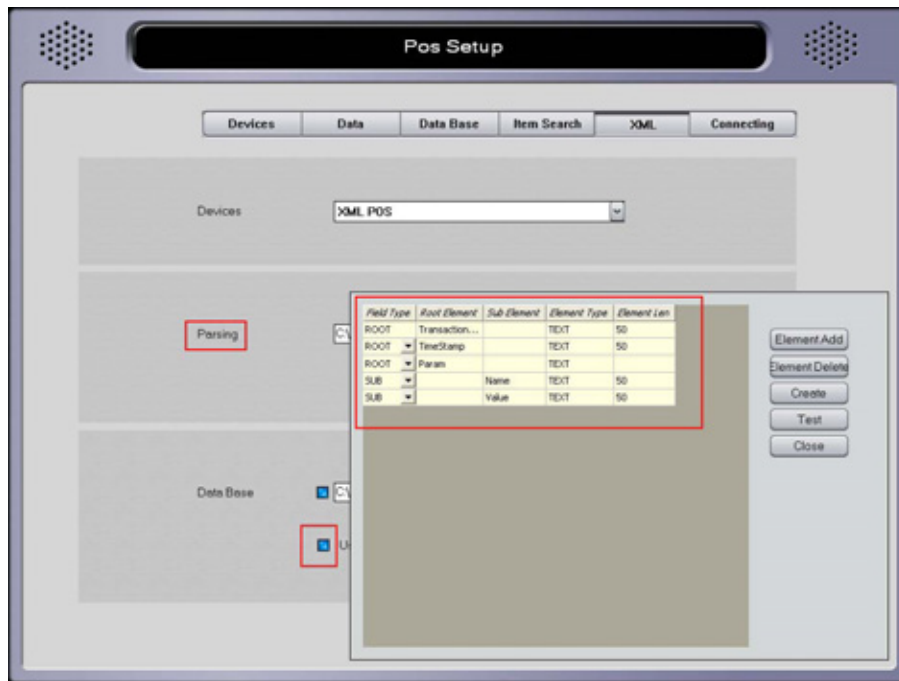 Pos Setup
Devices Data Data Base Item Search XML Connecting
Devices XML POS
Field Type Root Element Sub Element Element Type Element Len
ROOT Transaction... TEXT 50
ROOT TimeStamp TEXT 50
ROOT Param TEXT
SUB Name TEXT 50
SUB Value TEXT 50
Parsing C:\
Element Add
Element Delete
Create
Test
Close
Data Base C:\
U